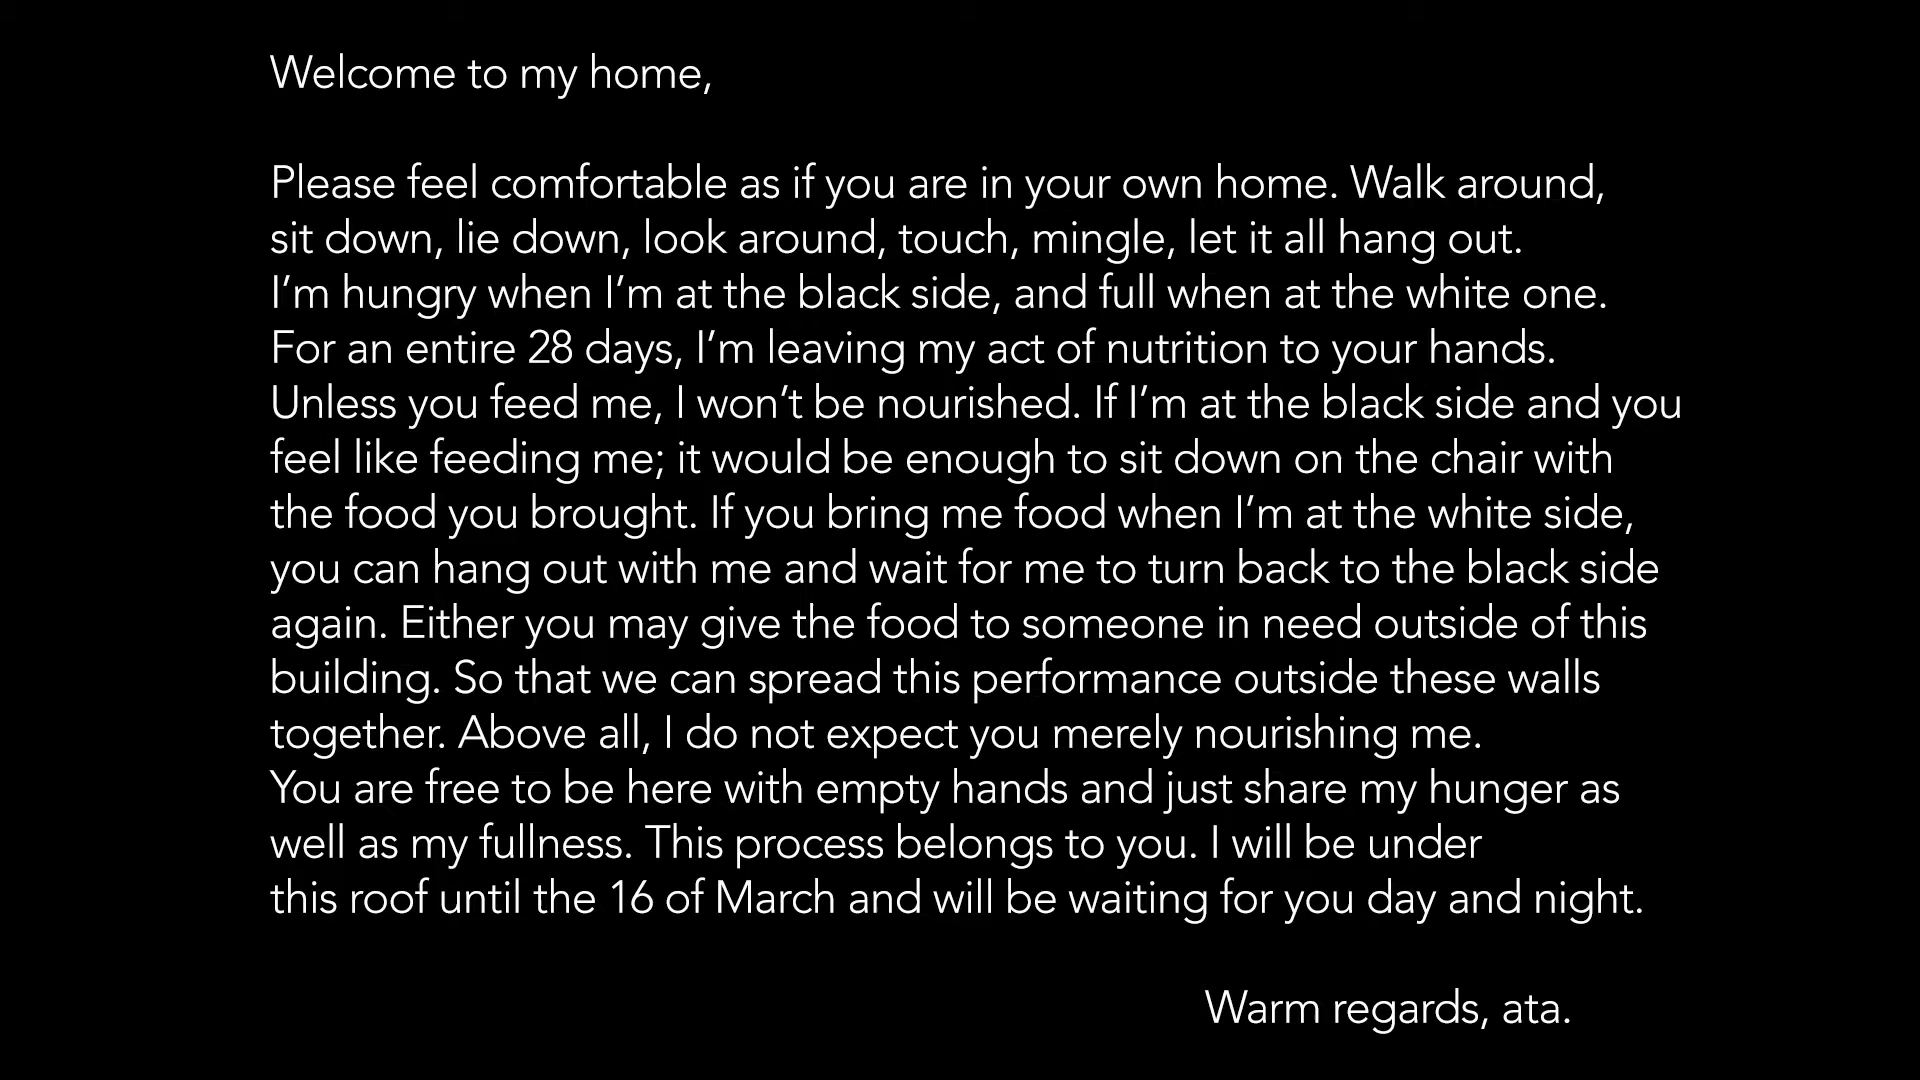 Welcome to my home,
Please feel comfortable as if you are in your own home. Walk around,
sit down, lie down, look around, touch, mingle, let it all hang out.
I’m hungry when I’m at the black side, and full when at the white one.
For an entire 28 days, I’m leaving my act of nutrition to your hands.
Unless you feed me, I won’t be nourished. If I’m at the black side and you
feel like feeding me; it would be enough to sit down on the chair with
the food you brought. If you bring me food when I’m at the white side,
you can hang out with me and wait for me to turn back to the black side
again. Either you may give the food to someone in need outside of this
building. So that we can spread this performance outside these walls
together. Above all, I do not expect you merely nourishing me.
You are free to be here with empty hands and just share my hunger as
well as my fullness. This process belongs to you. I will be under
this roof until the 16 of March and will be waiting for you day and night.
Warm regards, ata.